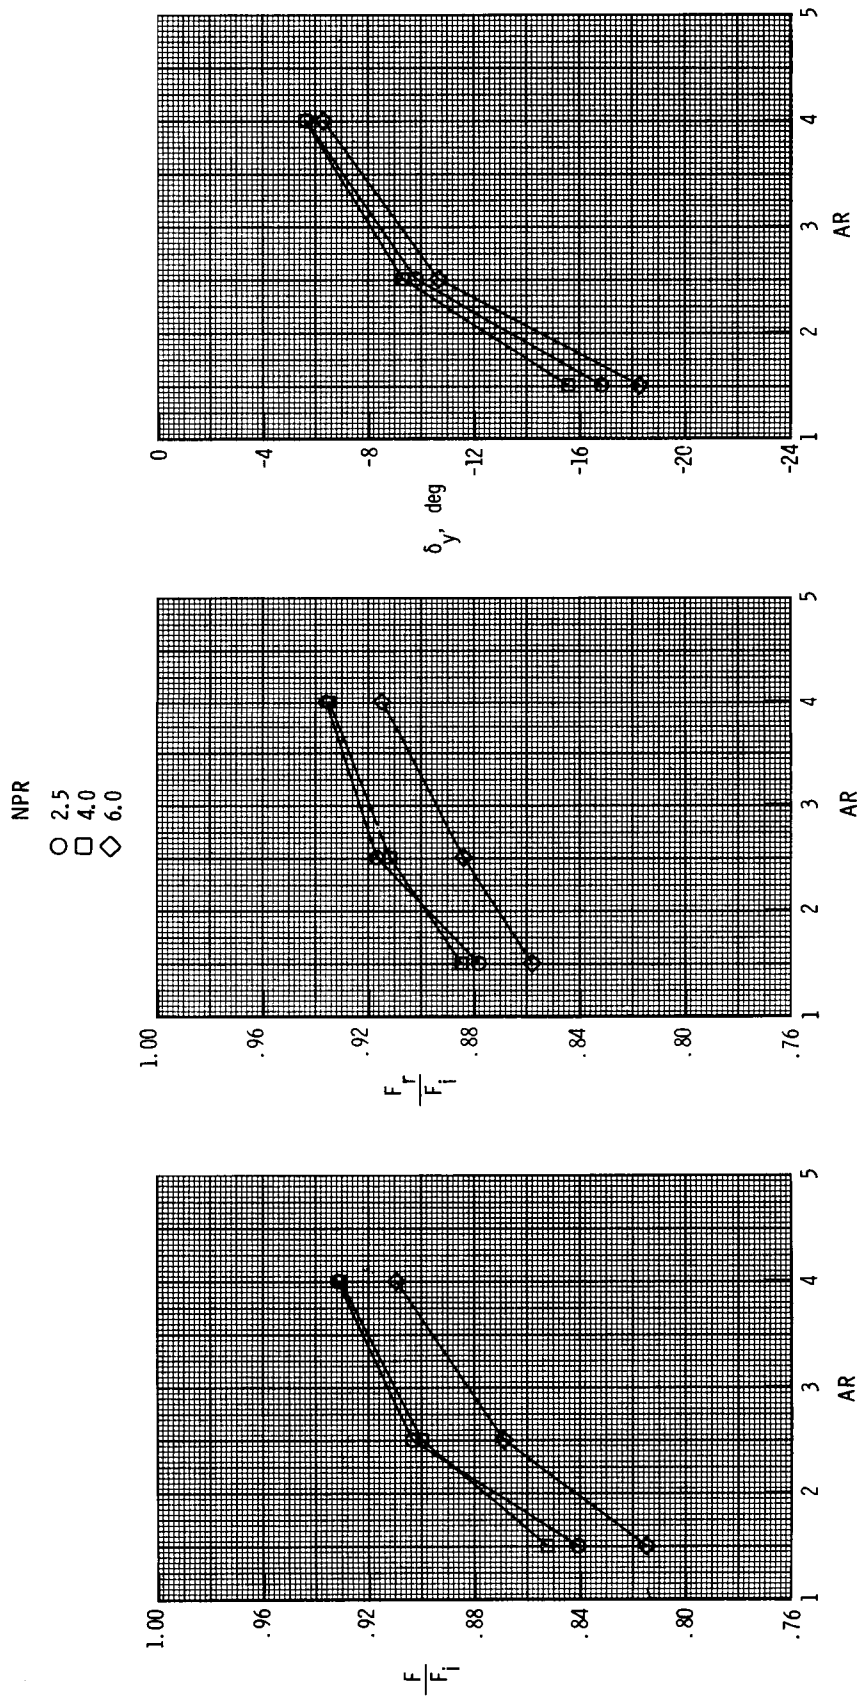 NPR
○ 2.5
□ 4.0
◇ 6.0
1.00
.96
.92
F/F_i
.88
.84
.80
.76
1 2 3 4 5
AR
1.00
.96
.92
F_r/F_i
.88
.84
.80
.76
1 2 3 4 5
AR
0
-4
-8
δ_y, deg
-12
-16
-20
-24
1 2 3 4 5
AR